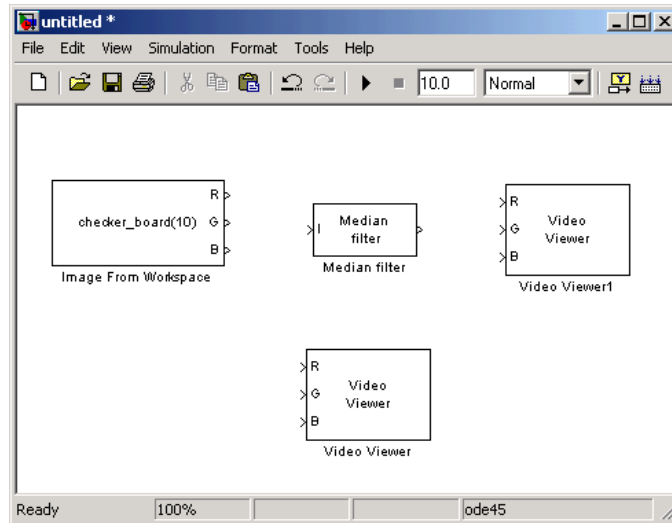 untitled *
File Edit View Simulation Format Tools Help
10.0 Normal
R
checker_board(10) G
B
Image From Workspace
I Median filter
Median filter
R
G Video Viewer
B
Video Viewer1
R
G Video Viewer
B
Video Viewer
Ready 100% ode45